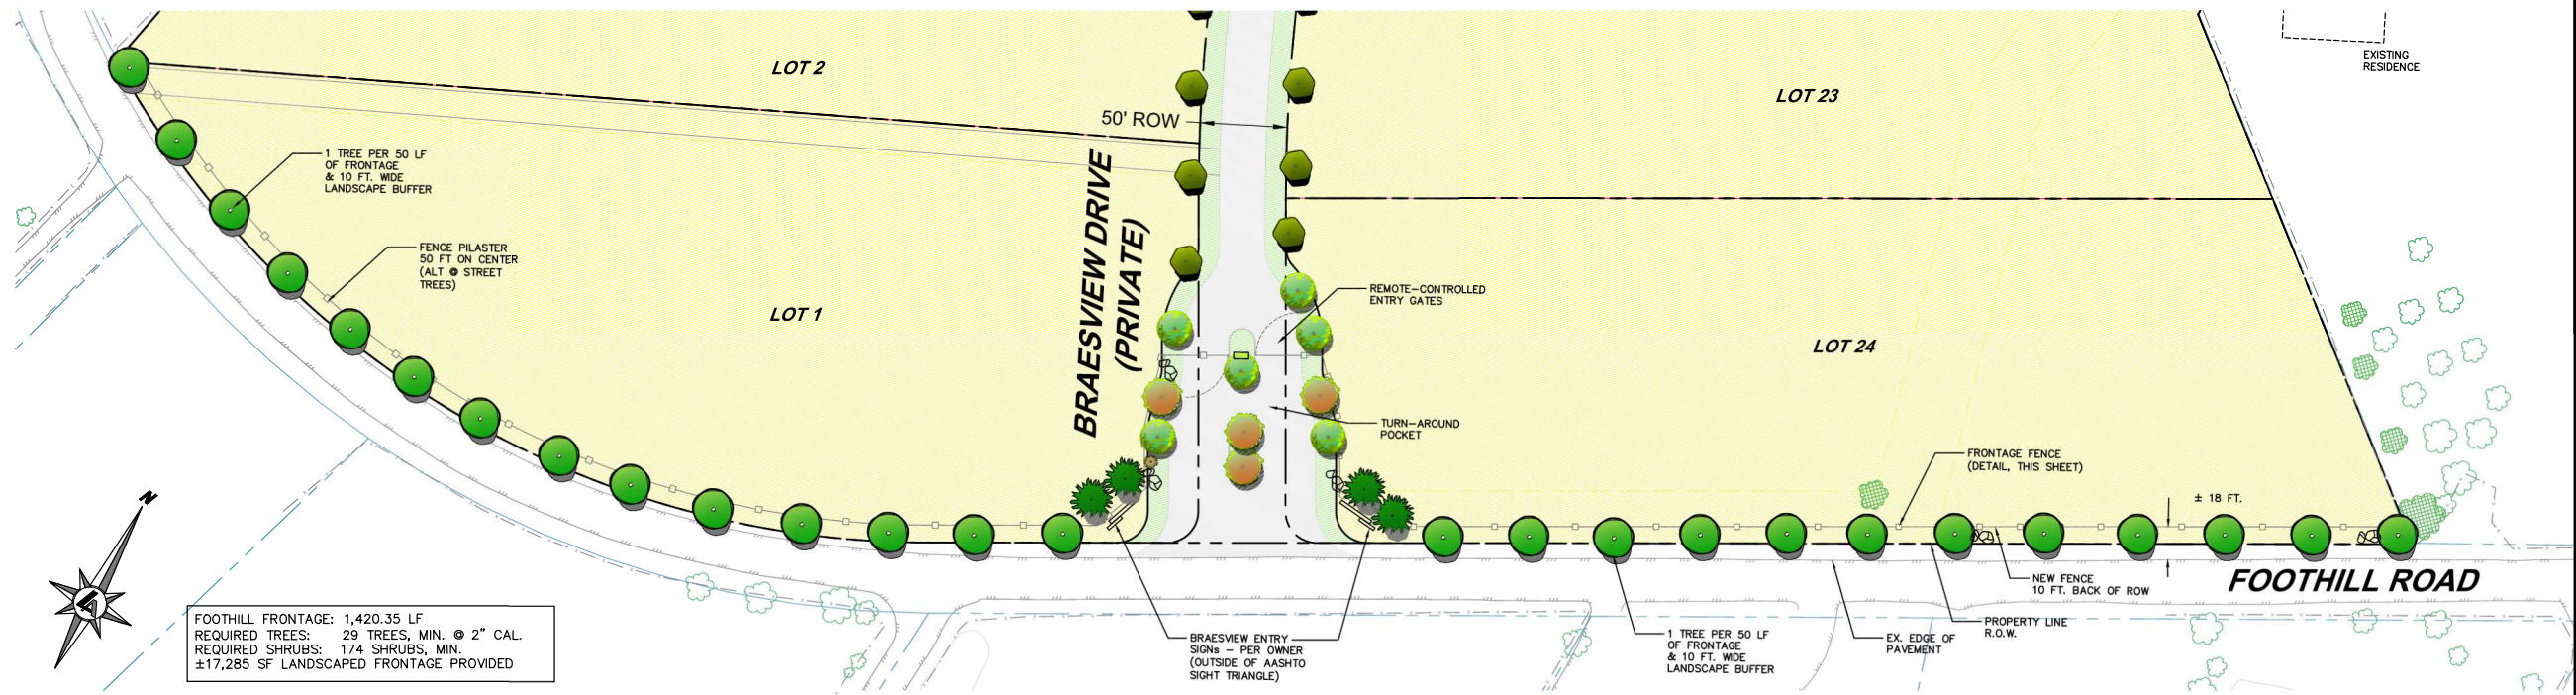 LOT 2
LOT 23
EXISTING
RESIDENCE
50' ROW
1 TREE PER 50 LF
OF FRONTAGE
& 10 FT. WIDE
LANDSCAPE BUFFER
BRAESVIEW DRIVE
(PRIVATE)
FENCE PILASTER
50 FT ON CENTER
(ALT @ STREET
TREES)
REMOTE-CONTROLLED
ENTRY GATES
LOT 1
LOT 24
TURN-AROUND
POCKET
FRONTAGE FENCE
(DETAIL, THIS SHEET)
± 18 FT.
N
NEW FENCE
10 FT. BACK OF ROW
FOOTHILL ROAD
PROPERTY LINE
R.O.W.
EX. EDGE OF
PAVEMENT
1 TREE PER 50 LF
OF FRONTAGE
& 10 FT. WIDE
LANDSCAPE BUFFER
BRAESVIEW ENTRY
SIGNs - PER OWNER
(OUTSIDE OF AASHTO
SIGHT TRIANGLE)
FOOTHILL FRONTAGE: 1,420.35 LF
REQUIRED TREES: 29 TREES, MIN. @ 2" CAL.
REQUIRED SHRUBS: 174 SHRUBS, MIN.
±17,285 SF LANDSCAPED FRONTAGE PROVIDED